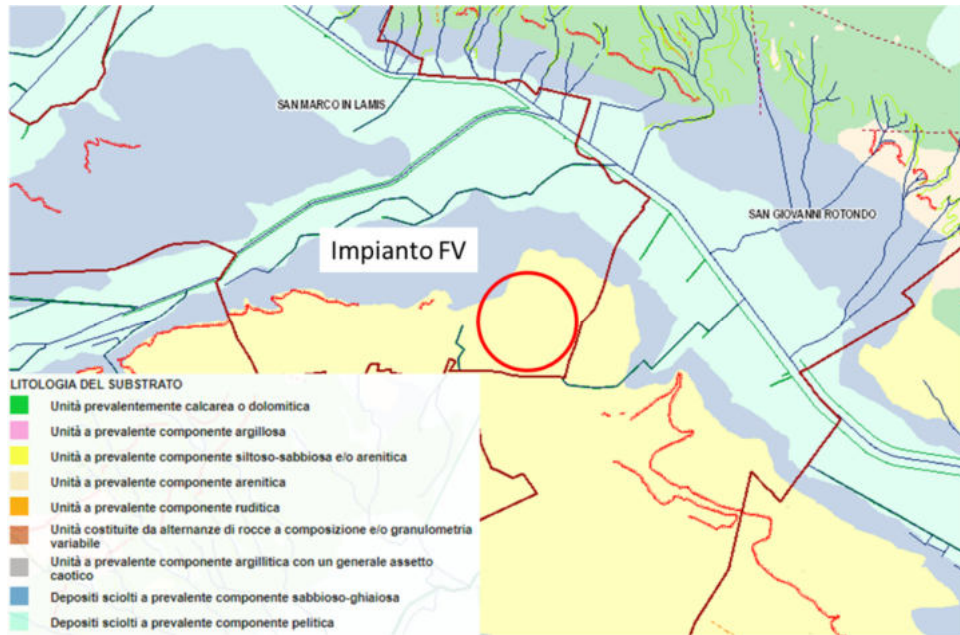 SAN MARCO IN LAMIS
SAN GIOVANNI ROTONDO
Impianto FV
LITOLOGIA DEL SUBSTRATO
Unità prevalentemente calcarea o dolomitica
Unità a prevalente componente argillosa
Unità a prevalente componente siltoso-sabbiosa e/o arenitica
Unità a prevalente componente arenitica
Unità a prevalente componente ruditica
Unità costituite da alternanze di rocce a composizione e/o granulometria
variabile
Unità a prevalente componente argillitica con un generale assetto
caotico
Depositi sciolti a prevalente componente sabbioso-ghiaiosa
Depositi sciolti a prevalente componente pelitica